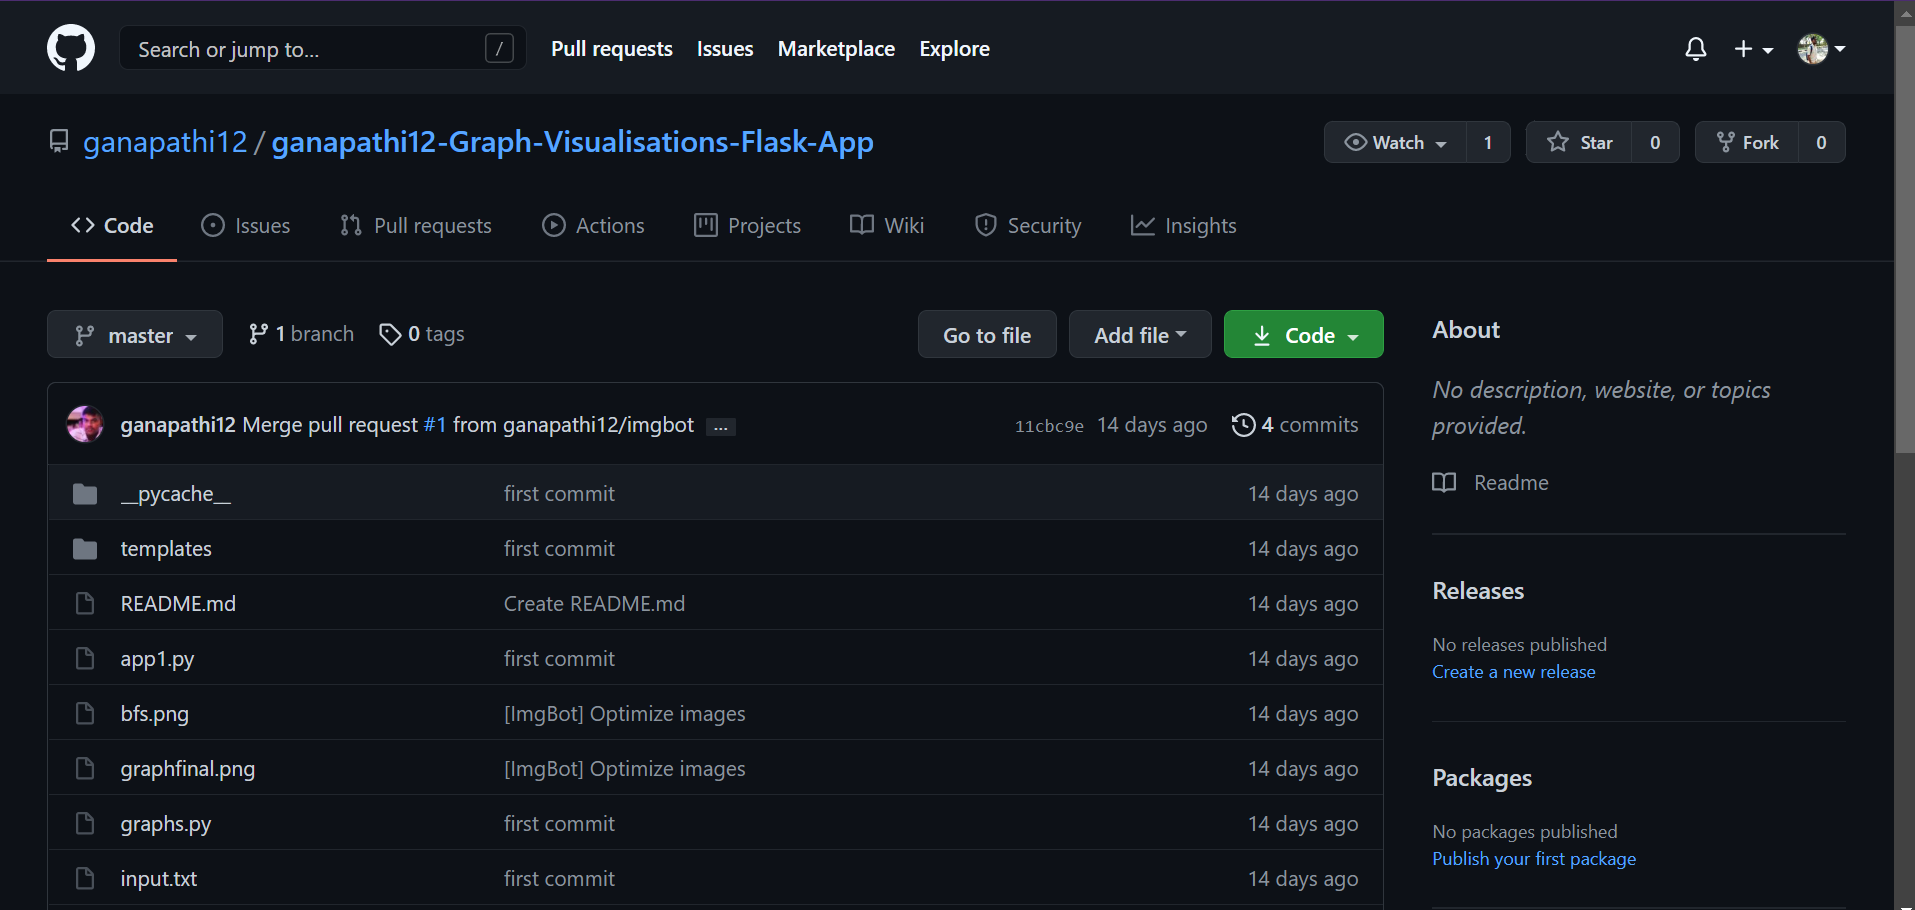 Search or jump to... /
Pull requests Issues Marketplace Explore
ganapathi12 / ganapathi12-Graph-Visualisations-Flask-App
Watch 1 Star 0 Fork 0
Code Issues Pull requests Actions Projects Wiki Security Insights
master 1 branch 0 tags Go to file Add file Code
ganapathi12 Merge pull request #1 from ganapathi12/imgbot ... 11cbc9e 14 days ago 4 commits
__pycache__ first commit 14 days ago
templates first commit 14 days ago
README.md Create README.md 14 days ago
app1.py first commit 14 days ago
bfs.png [ImgBot] Optimize images 14 days ago
graphfinal.png [ImgBot] Optimize images 14 days ago
graphs.py first commit 14 days ago
input.txt first commit 14 days ago
About
No description, website, or topics
provided.
Readme
Releases
No releases published
Create a new release
Packages
No packages published
Publish your first package